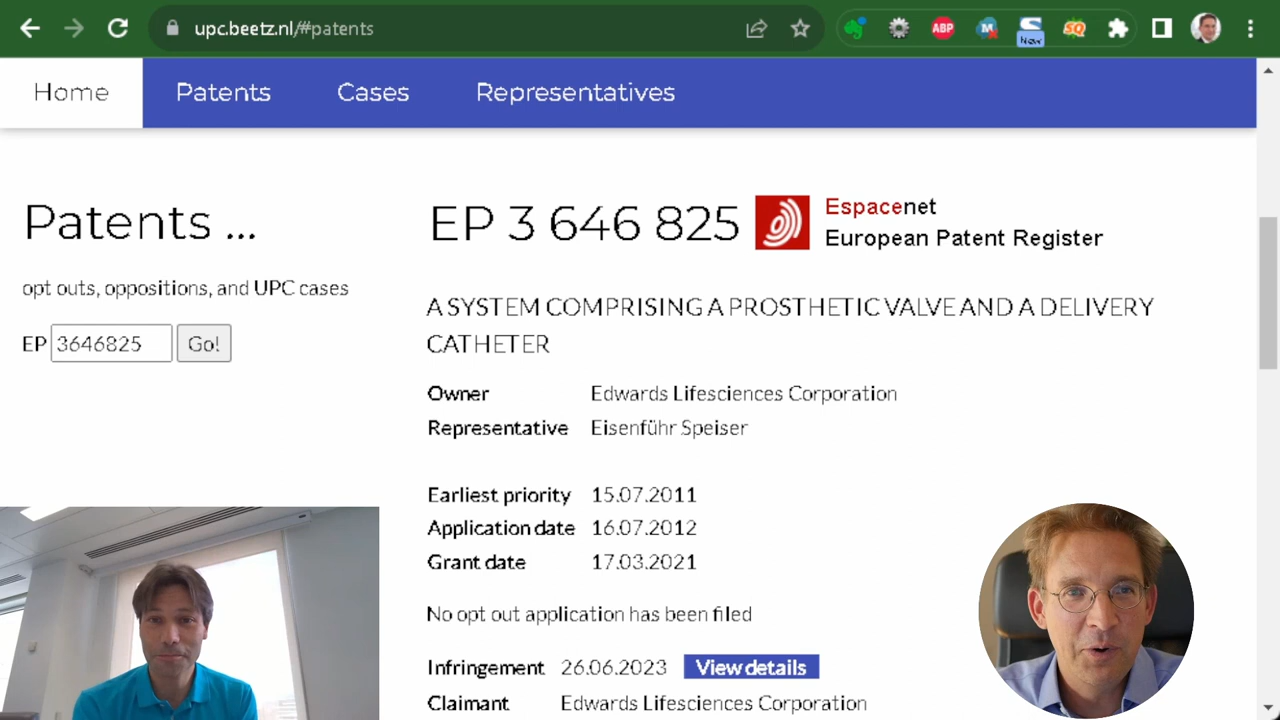 upc.beetz.nl/#patents
ABP
M
S
New
SQ
Home Patents Cases Representatives
Patents ...
opt outs, oppositions, and UPC cases
EP 3646825 Go!
EP 3 646 825
Espacenet
European Patent Register
A SYSTEM COMPRISING A PROSTHETIC VALVE AND A DELIVERY
CATHETER
Owner Edwards Lifesciences Corporation
Representative Eisenführ Speiser
Earliest priority 15.07.2011
Application date 16.07.2012
Grant date 17.03.2021
No opt out application has been filed
Infringement 26.06.2023 View details
Claimant Edwards Lifesciences Corporation